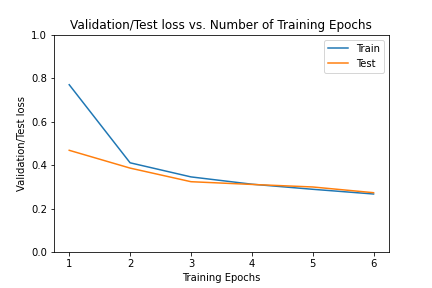 Validation/Test loss vs. Number of Training Epochs
1.0
0.8
0.6
0.4
0.2
0.0
Validation/Test loss
Train
Test
1 2 3 4 5 6
Training Epochs